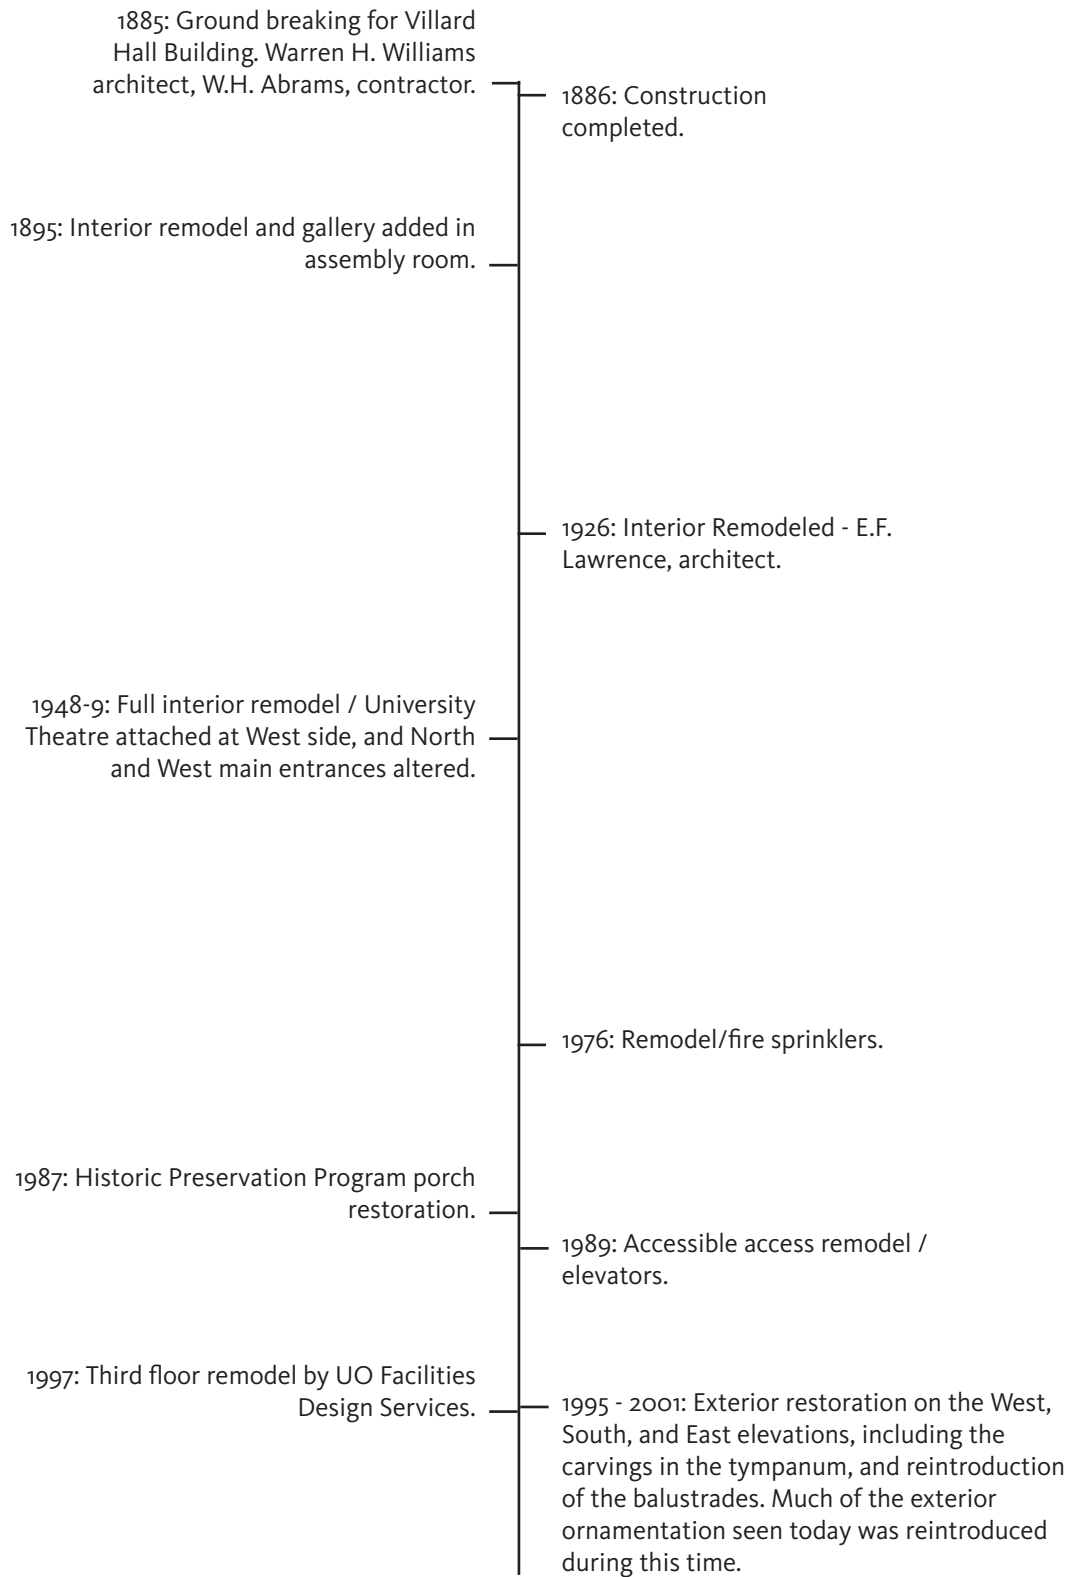 1885: Ground breaking for Villard
Hall Building. Warren H. Williams
architect, W.H. Abrams, contractor.
1886: Construction
completed.
1895: Interior remodel and gallery added in
assembly room.
1926: Interior Remodeled - E.F.
Lawrence, architect.
1948-9: Full interior remodel / University
Theatre attached at West side, and North
and West main entrances altered.
1976: Remodel/fire sprinklers.
1987: Historic Preservation Program porch
restoration.
1989: Accessible access remodel /
elevators.
1997: Third floor remodel by UO Facilities
Design Services.
1995 - 2001: Exterior restoration on the West,
South, and East elevations, including the
carvings in the tympanum, and reintroduction
of the balustrades. Much of the exterior
ornamentation seen today was reintroduced
during this time.